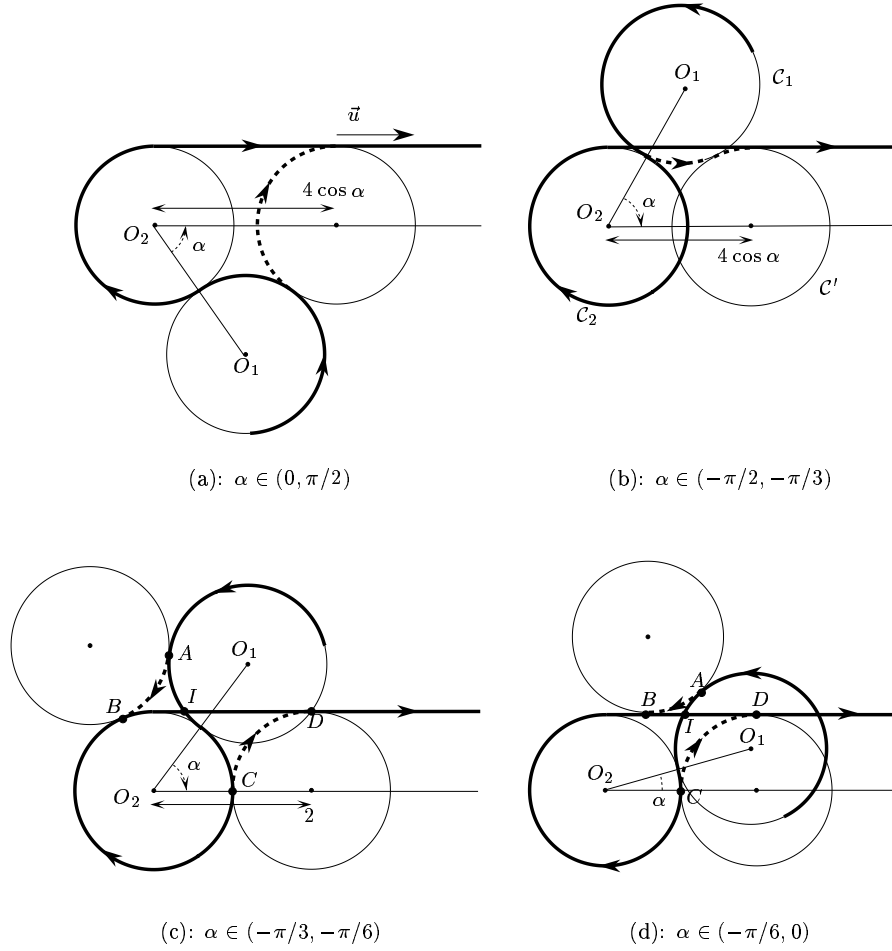 $\vec{u}$
4 cos α
O₂
α
O₁
(a): α ∈ (0, π/2)
O₁
𝒞₁
α
O₂
4 cos α
𝒞′
𝒞₂
(b): α ∈ (−π/2, −π/3)
A
O₁
B
I
D
α
C
O₂
2
(c): α ∈ (−π/3, −π/6)
A
B
D
I
O₁
O₂
α
C
(d): α ∈ (−π/6, 0)